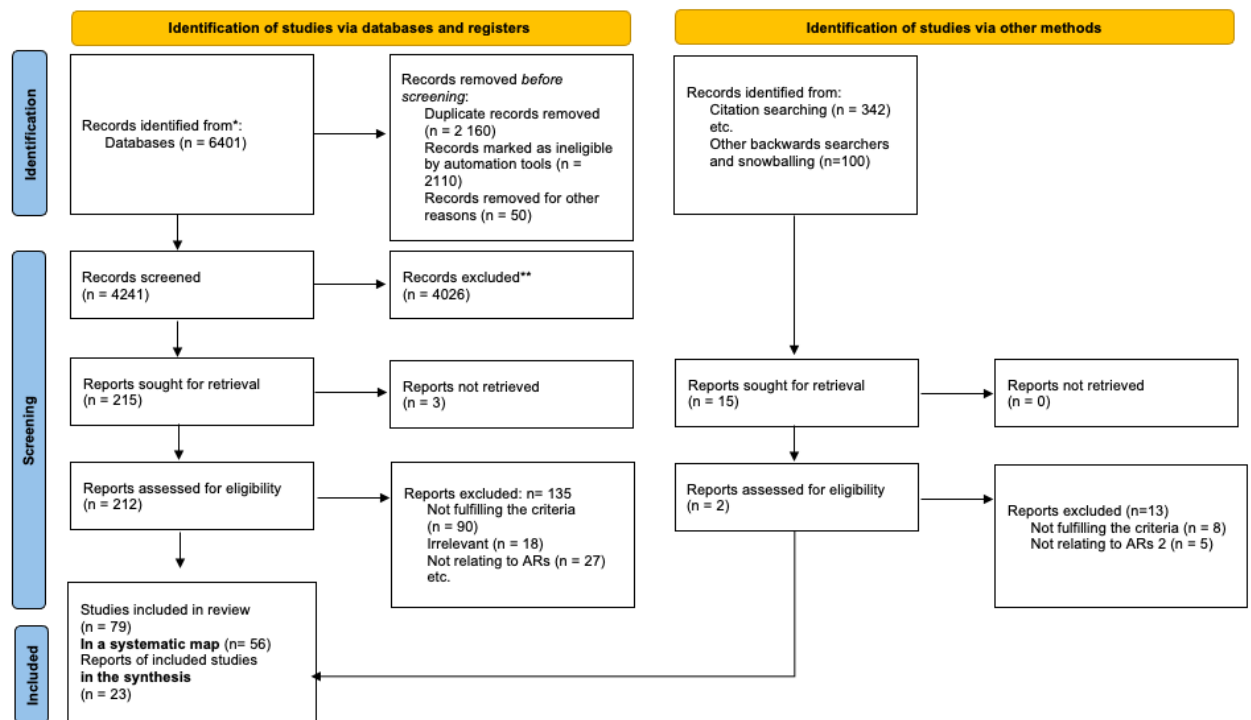 Identification of studies via databases and registers
Identification of studies via other methods
Identification
Records identified from*:
Databases (n = 6401)
Records removed before
screening:
Duplicate records removed
(n = 2 160)
Records marked as ineligible
by automation tools (n =
2110)
Records removed for other
reasons (n = 50)
Records identified from:
Citation searching (n = 342)
etc.
Other backwards searchers
and snowballing (n=100)
Screening
Records screened
(n = 4241)
Records excluded**
(n = 4026)
Reports sought for retrieval
(n = 215)
Reports not retrieved
(n = 3)
Reports sought for retrieval
(n = 15)
Reports not retrieved
(n = 0)
Reports assessed for eligibility
(n = 212)
Reports excluded: n= 135
Not fulfilling the criteria
(n = 90)
Irrelevant (n = 18)
Not relating to ARs (n = 27)
etc.
Reports assessed for eligibility
(n = 2)
Reports excluded (n=13)
Not fulfilling the criteria (n = 8)
Not relating to ARs 2 (n = 5)
Included
Studies included in review
(n = 79)
In a systematic map (n= 56)
Reports of included studies
in the synthesis
(n = 23)